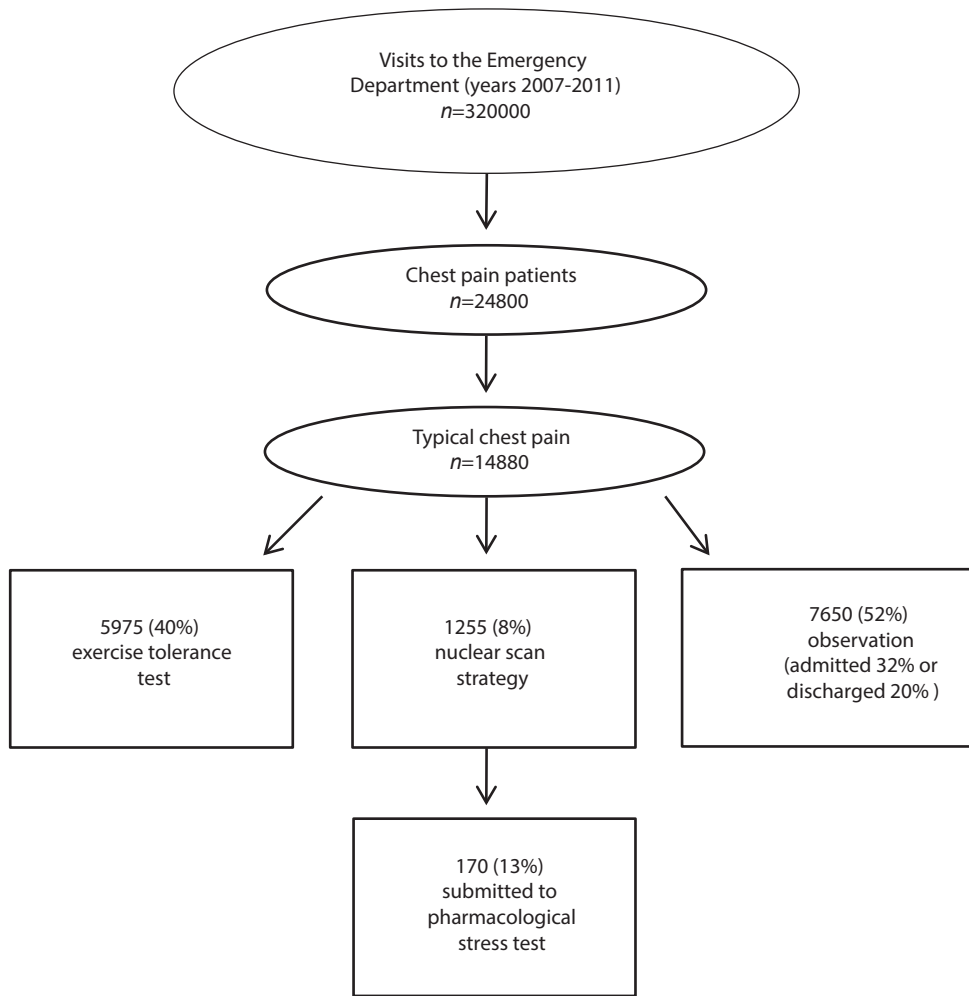 Visits to the Emergency
Department (years 2007-2011)
n=320000
Chest pain patients
n=24800
Typical chest pain
n=14880
5975 (40%)
exercise tolerance
test
1255 (8%)
nuclear scan
strategy
7650 (52%)
observation
(admitted 32% or
discharged 20% )
170 (13%)
submitted to
pharmacological
stress test